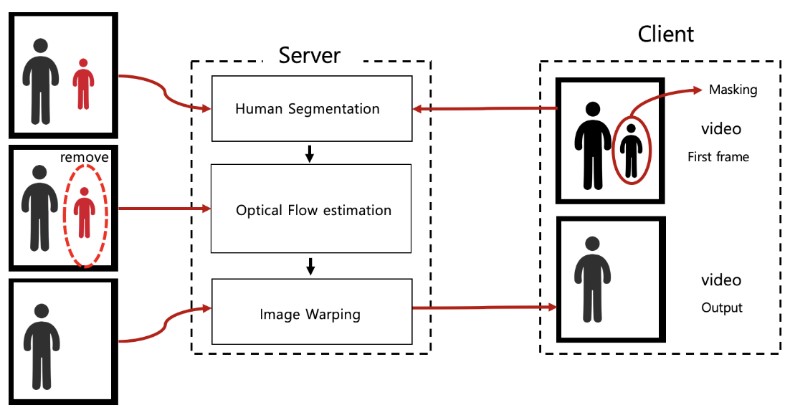 Server
Client
Human Segmentation
Masking
video
First frame
remove
Optical Flow estimation
Image Warping
video
Output